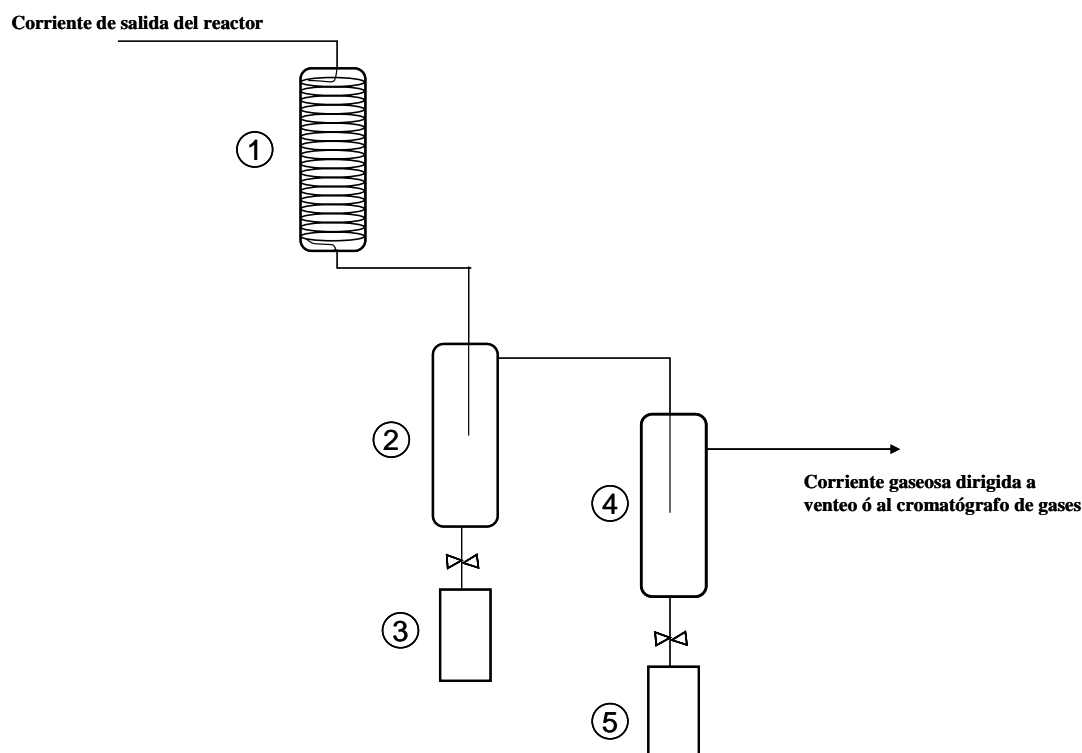 Corriente de salida del reactor
1
2
4
Corriente gaseosa dirigida a
venteo ó al cromatógrafo de gases
3
5